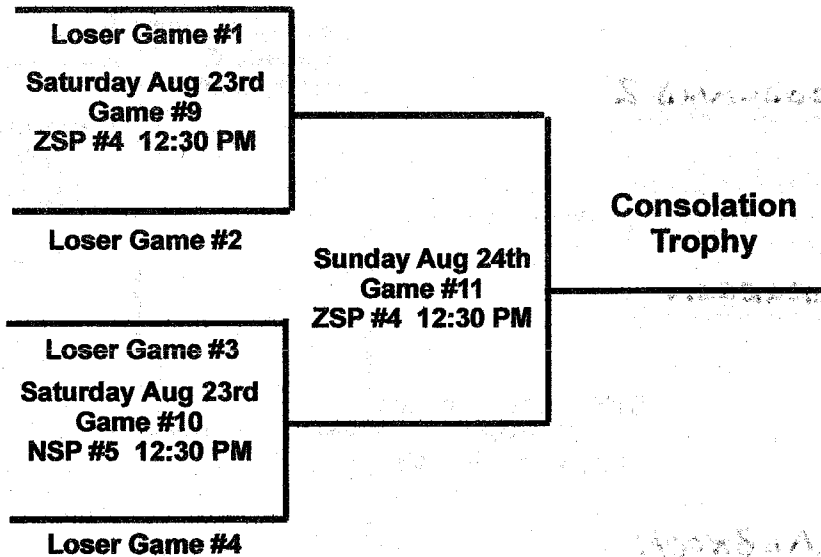 Loser Game #1
Saturday Aug 23rd
Game #9
ZSP #4 12:30 PM
Loser Game #2
Sunday Aug 24th
Game #11
ZSP #4 12:30 PM
Consolation
Trophy
Loser Game #3
Saturday Aug 23rd
Game #10
NSP #5 12:30 PM
Loser Game #4